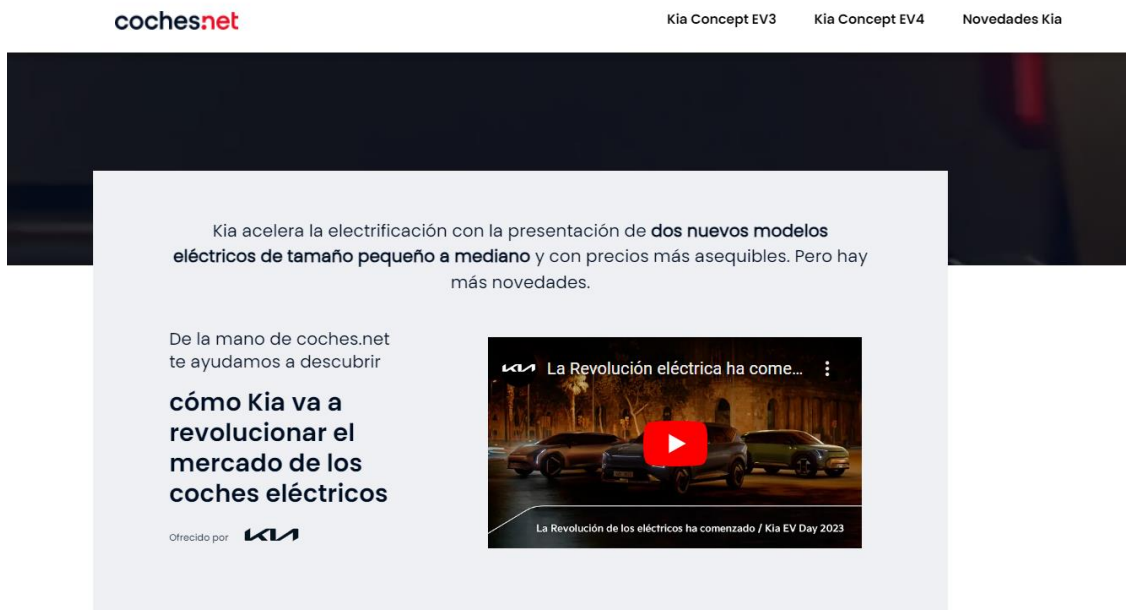 coches.net
Kia Concept EV3 Kia Concept EV4 Novedades Kia
Kia acelera la electrificación con la presentación de dos nuevos modelos
eléctricos de tamaño pequeño a mediano y con precios más asequibles. Pero hay
más novedades.
De la mano de coches.net
te ayudamos a descubrir
cómo Kia va a
revolucionar el
mercado de los
coches eléctricos
Ofrecido por KIA
KIA La Revolución eléctrica ha come...
La Revolución de los eléctricos ha comenzado / Kia EV Day 2023